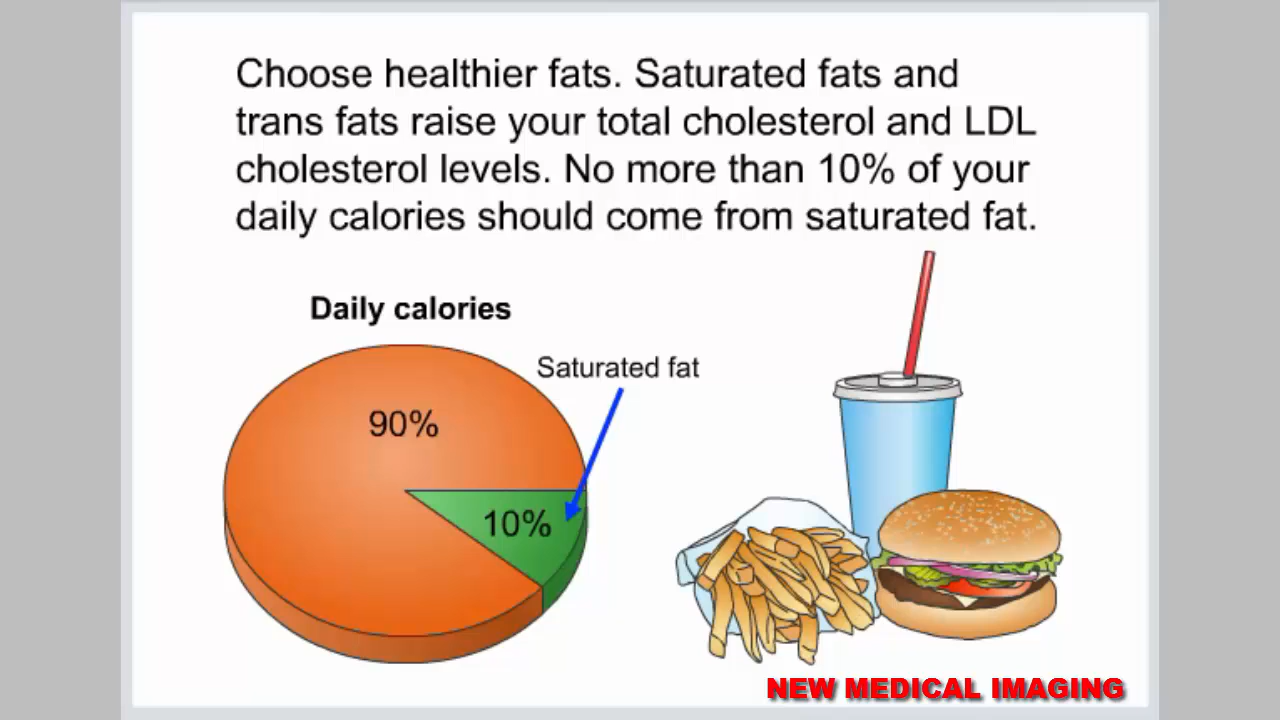 Choose healthier fats. Saturated fats and
trans fats raise your total cholesterol and LDL
cholesterol levels. No more than 10% of your
daily calories should come from saturated fat.
Daily calories
Saturated fat
90%
10%
NEW MEDICAL IMAGING